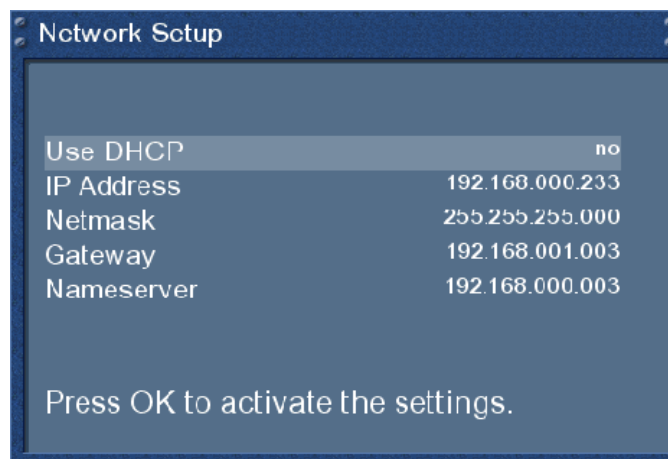 Network Setup
Use DHCP no
IP Address 192.168.000.233
Netmask 255.255.255.000
Gateway 192.168.001.003
Nameserver 192.168.000.003
Press OK to activate the settings.